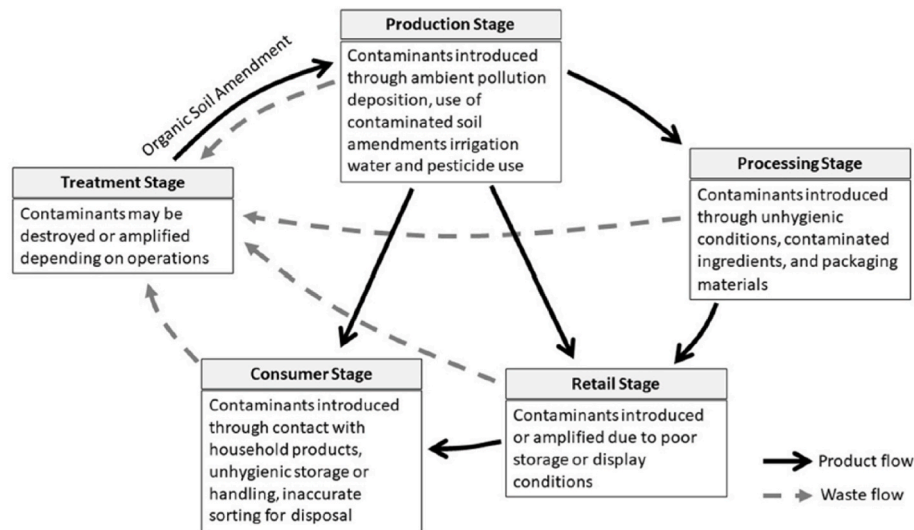 Production Stage
Contaminants introduced
through ambient pollution
deposition, use of
contaminated soil
amendments irrigation
water and pesticide use
Organic Soil Amendment
Treatment Stage
Contaminants may be
destroyed or amplified
depending on operations
Processing Stage
Contaminants introduced
through unhygienic
conditions, contaminated
ingredients, and packaging
materials
Consumer Stage
Contaminants introduced
through contact with
household products,
unhygienic storage or
handling, inaccurate
sorting for disposal
Retail Stage
Contaminants introduced
or amplified due to poor
storage or display
conditions
Product flow
Waste flow